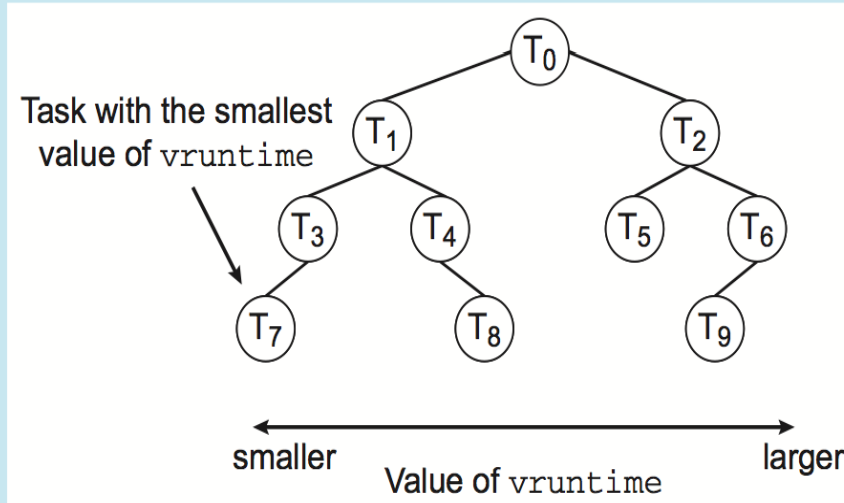 T0
Task with the smallest
value of vruntime
T1
T2
T3
T4
T5
T6
T7
T8
T9
smaller
larger
Value of vruntime